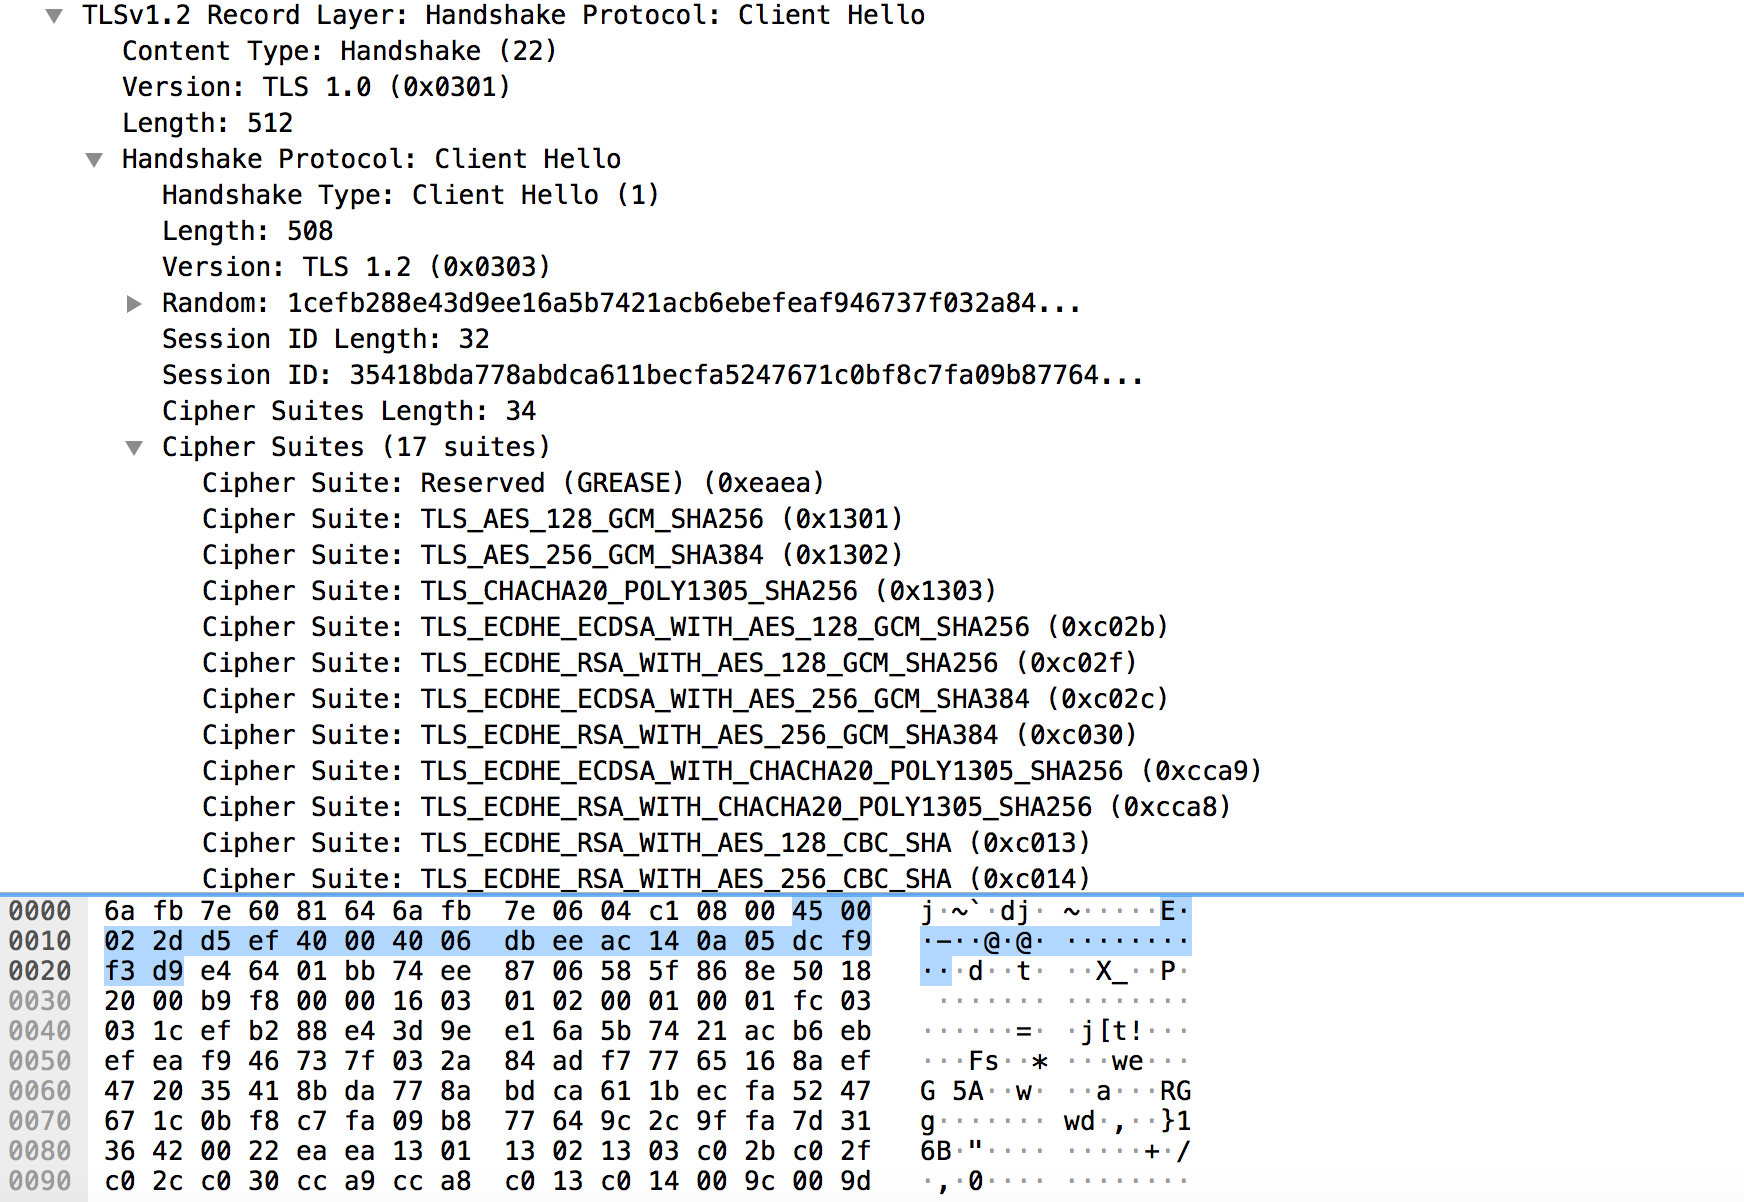 TLSv1.2 Record Layer: Handshake Protocol: Client Hello
Content Type: Handshake (22)
Version: TLS 1.0 (0x0301)
Length: 512
Handshake Protocol: Client Hello
Handshake Type: Client Hello (1)
Length: 508
Version: TLS 1.2 (0x0303)
Random: 1cefb288e43d9ee16a5b7421acb6ebefeaf946737f032a84...
Session ID Length: 32
Session ID: 35418bda778abdca611becfa5247671c0bf8c7fa09b87764...
Cipher Suites Length: 34
Cipher Suites (17 suites)
Cipher Suite: Reserved (GREASE) (0xeaea)
Cipher Suite: TLS_AES_128_GCM_SHA256 (0x1301)
Cipher Suite: TLS_AES_256_GCM_SHA384 (0x1302)
Cipher Suite: TLS_CHACHA20_POLY1305_SHA256 (0x1303)
Cipher Suite: TLS_ECDHE_ECDSA_WITH_AES_128_GCM_SHA256 (0xc02b)
Cipher Suite: TLS_ECDHE_RSA_WITH_AES_128_GCM_SHA256 (0xc02f)
Cipher Suite: TLS_ECDHE_ECDSA_WITH_AES_256_GCM_SHA384 (0xc02c)
Cipher Suite: TLS_ECDHE_RSA_WITH_AES_256_GCM_SHA384 (0xc030)
Cipher Suite: TLS_ECDHE_ECDSA_WITH_CHACHA20_POLY1305_SHA256 (0xcca9)
Cipher Suite: TLS_ECDHE_RSA_WITH_CHACHA20_POLY1305_SHA256 (0xcca8)
Cipher Suite: TLS_ECDHE_RSA_WITH_AES_128_CBC_SHA (0xc013)
Cipher Suite: TLS_ECDHE_RSA_WITH_AES_256_CBC_SHA (0xc014)
0000 6a fb 7e 60 81 64 6a fb 7e 06 04 c1 08 00 45 00 j·~`·dj· ~·····E·
0010 02 2d d5 ef 40 00 40 06 db ee ac 14 0a 05 dc f9 ·-··@·@· ········
0020 f3 d9 e4 64 01 bb 74 ee 87 06 58 5f 86 8e 50 18 ···d··t· ··X_··P·
0030 20 00 b9 f8 00 00 16 03 01 02 00 01 00 01 fc 03 ······· ········
0040 03 1c ef b2 88 e4 3d 9e e1 6a 5b 74 21 ac b6 eb ······=· ·j[t!···
0050 ef ea f9 46 73 7f 03 2a 84 ad f7 77 65 16 8a ef ···Fs··* ···we···
0060 47 20 35 41 8b da 77 8a bd ca 61 1b ec fa 52 47 G 5A··w· ··a···RG
0070 67 1c 0b f8 c7 fa 09 b8 77 64 9c 2c 9f fa 7d 31 g······· wd·,··}1
0080 36 42 00 22 ea ea 13 01 13 02 13 03 c0 2b c0 2f 6B·"···· ·····+·/
0090 c0 2c c0 30 cc a9 cc a8 c0 13 c0 14 00 9c 00 9d ·,·0···· ········